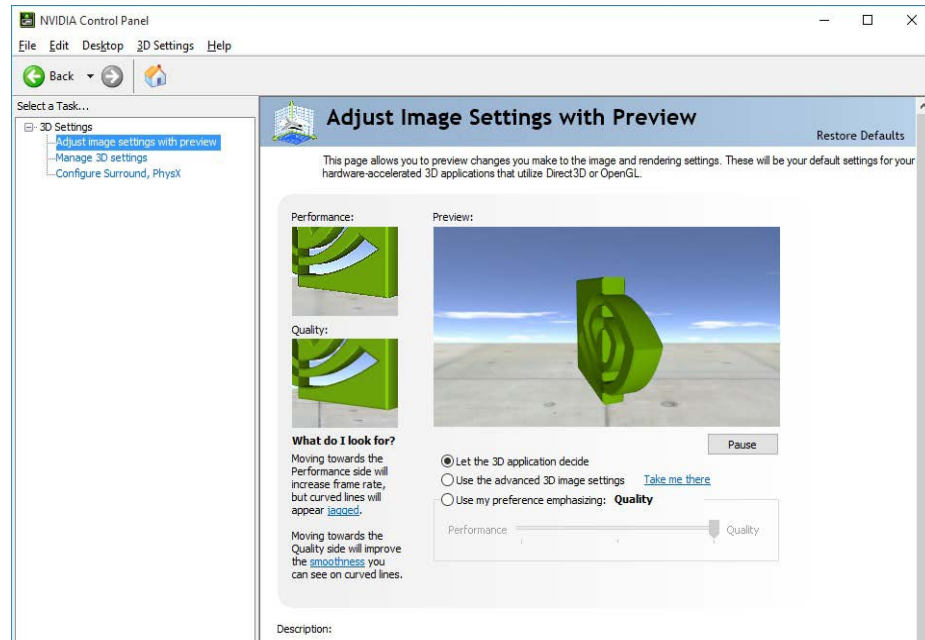 NVIDIA Control Panel
File Edit Desktop 3D Settings Help
Back
Select a Task...
3D Settings
Adjust image settings with preview
Manage 3D settings
Configure Surround, PhysX
Adjust Image Settings with Preview
Restore Defaults
This page allows you to preview changes you make to the image and rendering settings. These will be your default settings for your
hardware-accelerated 3D applications that utilize Direct3D or OpenGL.
Performance:
Quality:
What do I look for?
Moving towards the
Performance side will
increase frame rate,
but curved lines will
appear jagged.
Moving towards the
Quality side will improve
the smoothness you
can see on curved lines.
Preview:
Pause
Let the 3D application decide
Use the advanced 3D image settings Take me there
Use my preference emphasizing: Quality
Performance Quality
Description: